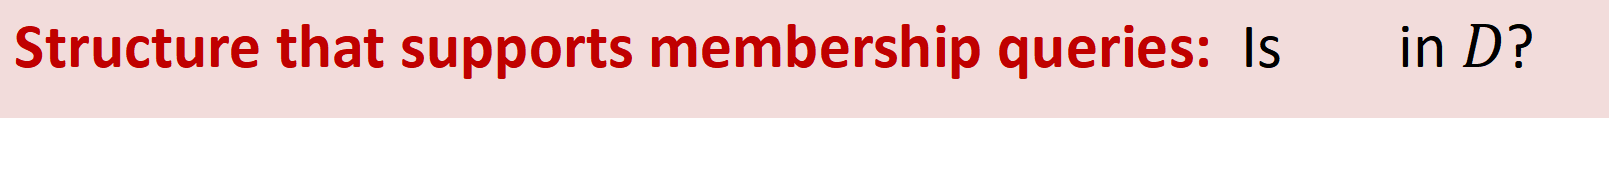 Structure that supports membership queries: Is in D?